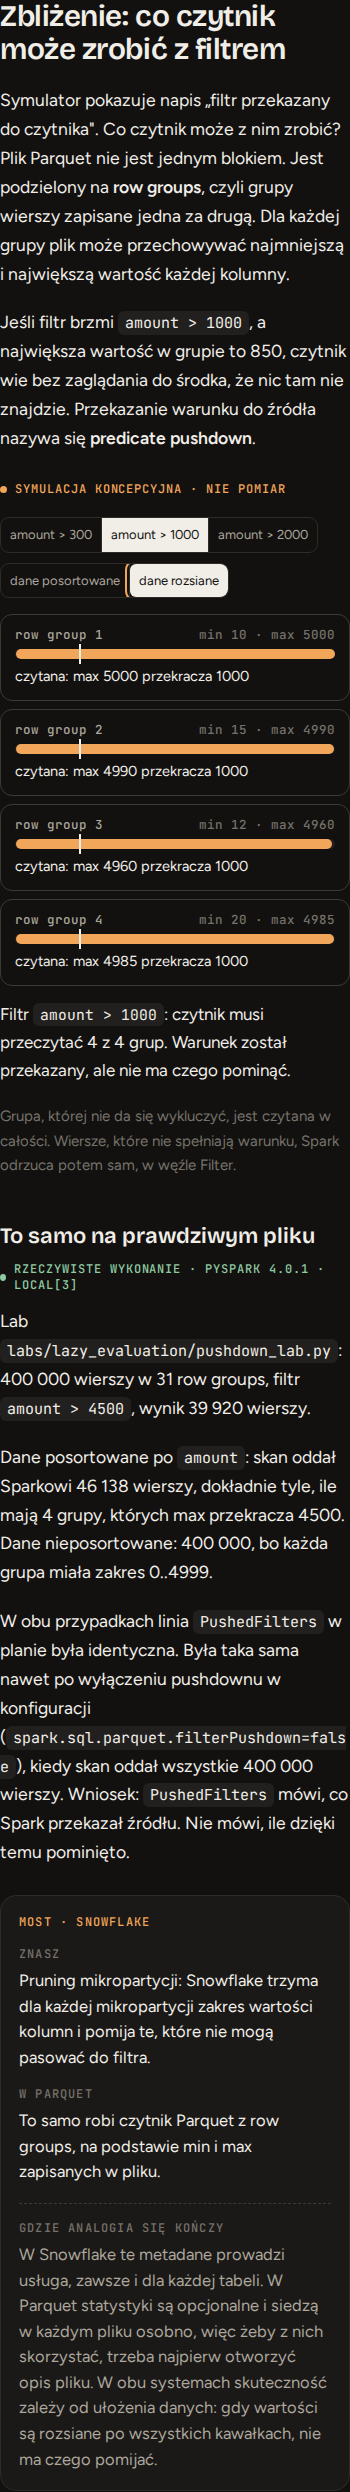 Zbliżenie: co czytnik
może zrobić z filtrem
Symulator pokazuje napis „filtr przekazany
do czytnika". Co czytnik może z nim zrobić?
Plik Parquet nie jest jednym blokiem. Jest
podzielony na row groups, czyli grupy
wierszy zapisane jedna za drugą. Dla każdej
grupy plik może przechowywać najmniejszą
i największą wartość każdej kolumny.
Jeśli filtr brzmi amount > 1000, a
największa wartość w grupie to 850, czytnik
wie bez zaglądania do środka, że nic tam nie
znajdzie. Przekazanie warunku do źródła
nazywa się predicate pushdown.
SYMULACJA KONCEPCYJNA · NIE POMIAR
amount > 300 amount > 1000 amount > 2000
dane posortowane dane rozsiane
row group 1 min 10 · max 5000
czytana: max 5000 przekracza 1000
row group 2 min 15 · max 4990
czytana: max 4990 przekracza 1000
row group 3 min 12 · max 4960
czytana: max 4960 przekracza 1000
row group 4 min 20 · max 4985
czytana: max 4985 przekracza 1000
Filtr amount > 1000: czytnik musi
przeczytać 4 z 4 grup. Warunek został
przekazany, ale nie ma czego pominąć.
Grupa, której nie da się wykluczyć, jest czytana w
całości. Wiersze, które nie spełniają warunku, Spark
odrzuca potem sam, w węźle Filter.
To samo na prawdziwym pliku
RZECZYWISTE WYKONANIE · PYSPARK 4.0.1 ·
LOCAL[3]
Lab
labs/lazy_evaluation/pushdown_lab.py:
400 000 wierszy w 31 row groups, filtr
amount > 4500, wynik 39 920 wierszy.
Dane posortowane po amount: skan oddał
Sparkowi 46 138 wierszy, dokładnie tyle, ile
mają 4 grupy, których max przekracza 4500.
Dane nieposortowane: 400 000, bo każda
grupa miała zakres 0..4999.
W obu przypadkach linia PushedFilters w
planie była identyczna. Była taka sama
nawet po wyłączeniu pushdownu w
konfiguracji
(spark.sql.parquet.filterPushdown=fals
e), kiedy skan oddał wszystkie 400 000
wierszy. Wniosek: PushedFilters mówi, co
Spark przekazał źródłu. Nie mówi, ile dzięki
temu pominięto.
MOST · SNOWFLAKE
ZNASZ
Pruning mikropartycji: Snowflake trzyma
dla każdej mikropartycji zakres wartości
kolumn i pomija te, które nie mogą
pasować do filtra.
W PARQUET
To samo robi czytnik Parquet z row
groups, na podstawie min i max
zapisanych w pliku.
GDZIE ANALOGIA SIĘ KOŃCZY
W Snowflake te metadane prowadzi
usługa, zawsze i dla każdej tabeli. W
Parquet statystyki są opcjonalne i siedzą
w każdym pliku osobno, więc żeby z nich
skorzystać, trzeba najpierw otworzyć
opis pliku. W obu systemach skuteczność
zależy od ułożenia danych: gdy wartości
są rozsiane po wszystkich kawałkach, nie
ma czego pomijać.